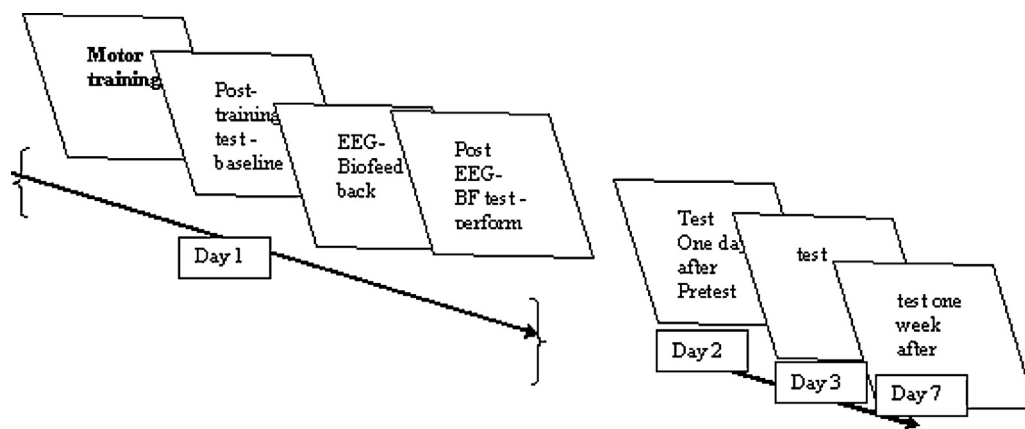 Motor
training
Post-
training
test -
baseline
EEG-
Biofeed
back
Post
EEG-
BF test -
perform
Day 1
Test
One day
after
Pretest
test
test one
week
after
Day 2
Day 3
Day 7